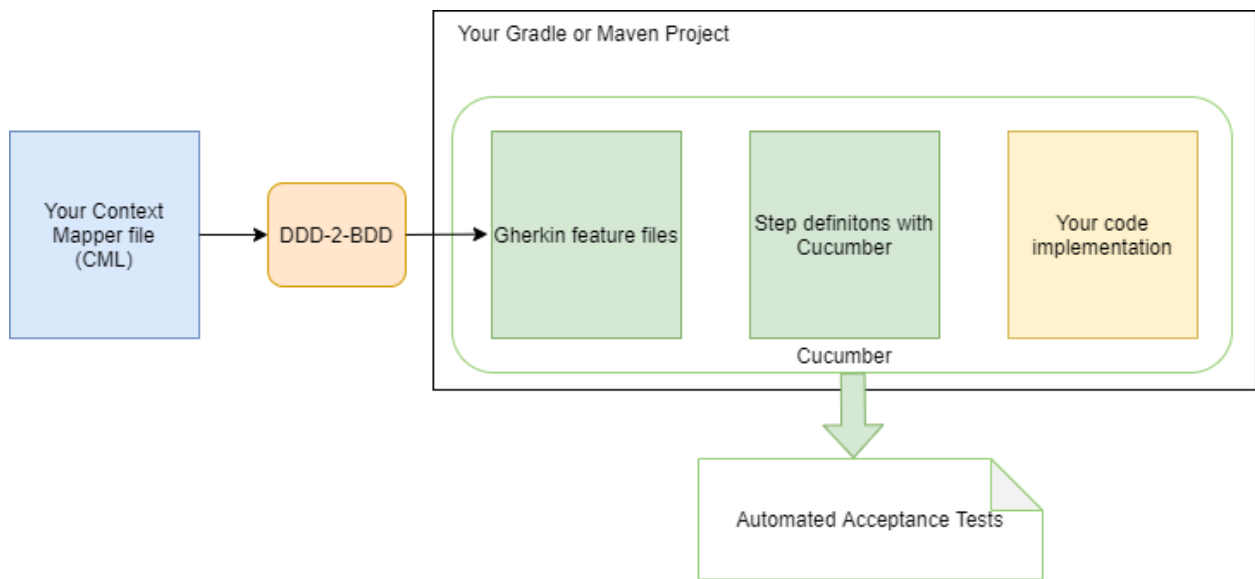 Your Gradle or Maven Project
Your Context
Mapper file
(CML)
DDD-2-BDD
Gherkin feature files
Step definitons with
Cucumber
Your code
implementation
Cucumber
Automated Acceptance Tests